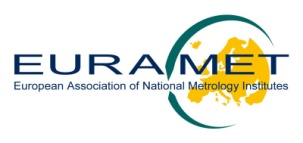 EURAMET
European Association of National Metrology Institutes